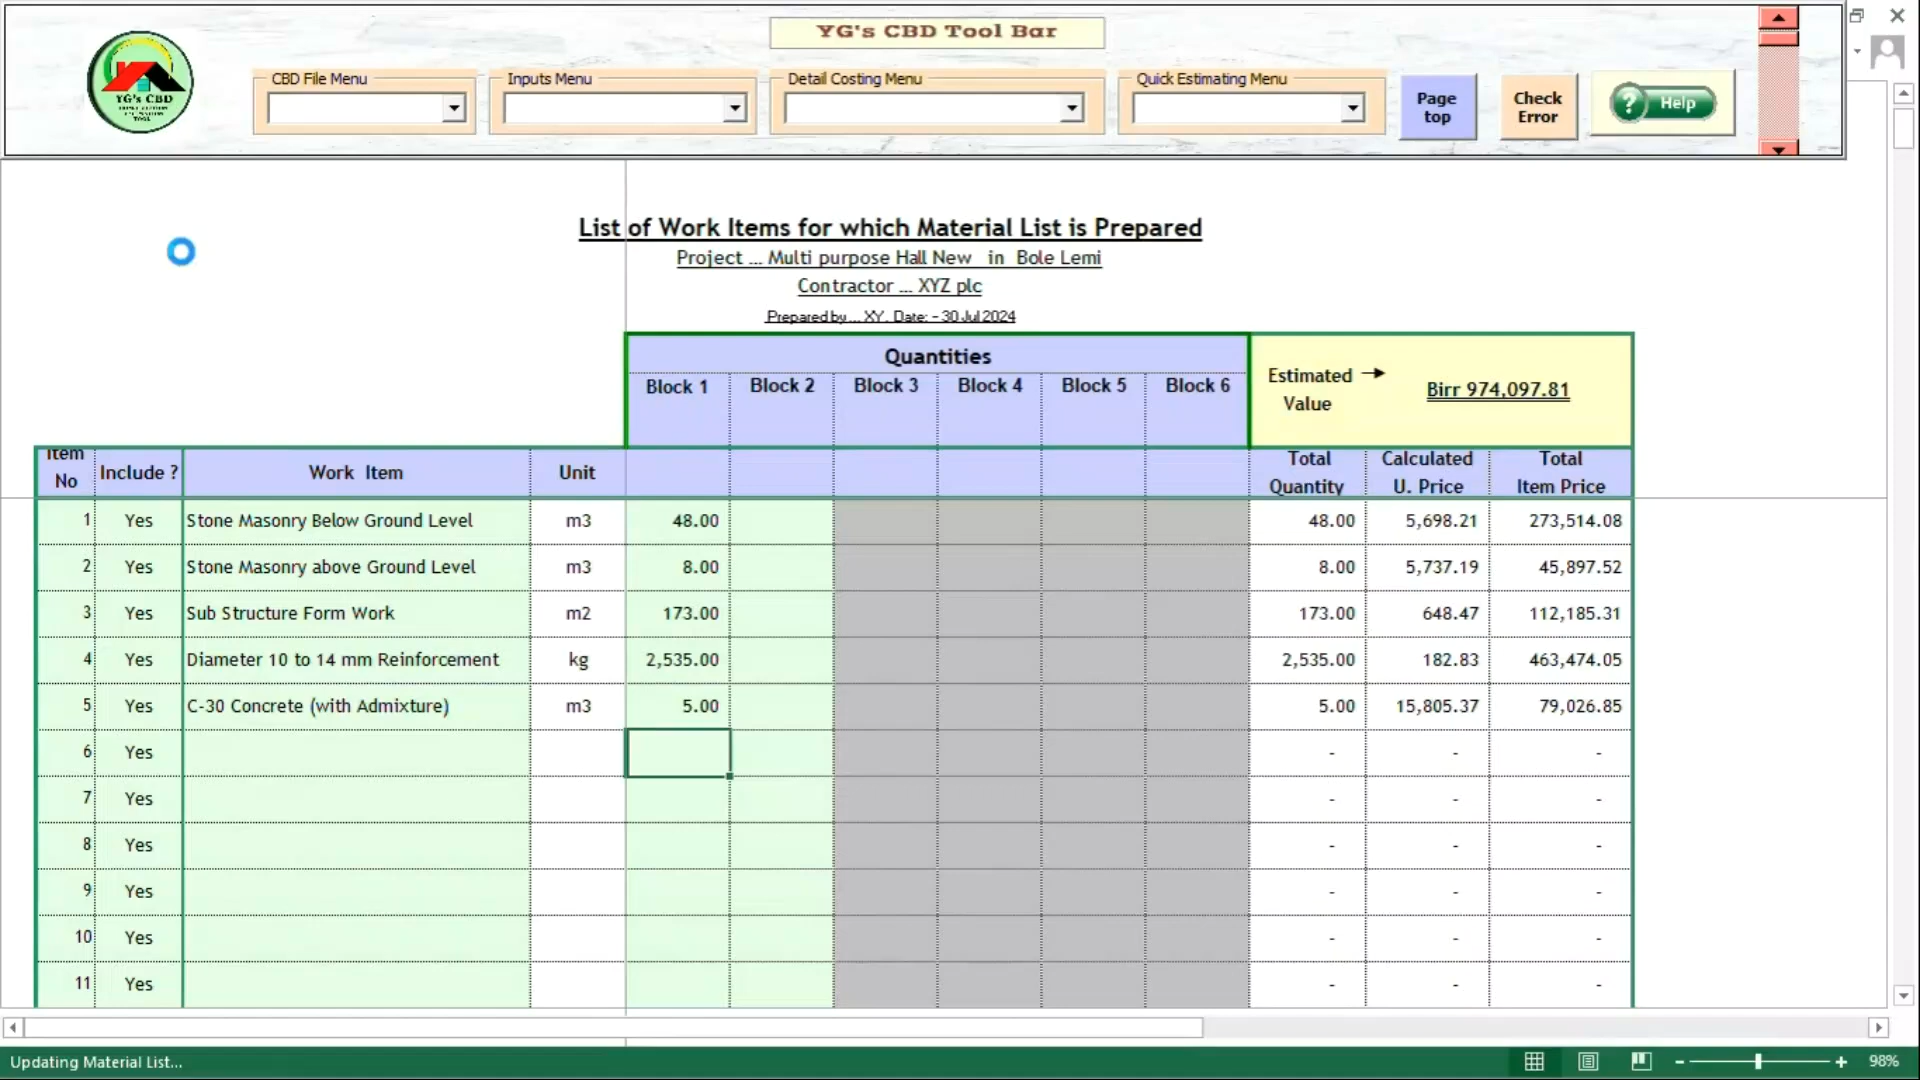 YG's CBD Tool Bar
YG's CBD
CBD File Menu
Inputs Menu
Detail Costing Menu
Quick Estimating Menu
Page top
Check Error
? Help
List of Work Items for which Material List is Prepared
Project ... Multi purpose Hall New in Bole Lemi
Contractor ... XYZ plc
Prepared by ... XY, Date: - 30 Jul 2024
Quantities
Block 1 Block 2 Block 3 Block 4 Block 5 Block 6
Estimated Value → Birr 974,097.81
Item No Include ? Work Item Unit Total Quantity Calculated U. Price Total Item Price
1 Yes Stone Masonry Below Ground Level m3 48.00 48.00 5,698.21 273,514.08
2 Yes Stone Masonry above Ground Level m3 8.00 8.00 5,737.19 45,897.52
3 Yes Sub Structure Form Work m2 173.00 173.00 648.47 112,185.31
4 Yes Diameter 10 to 14 mm Reinforcement kg 2,535.00 2,535.00 182.83 463,474.05
5 Yes C-30 Concrete (with Admixture) m3 5.00 5.00 15,805.37 79,026.85
6 Yes - - -
7 Yes - - -
8 Yes - - -
9 Yes - - -
10 Yes - - -
11 Yes - - -
Updating Material List...
98%